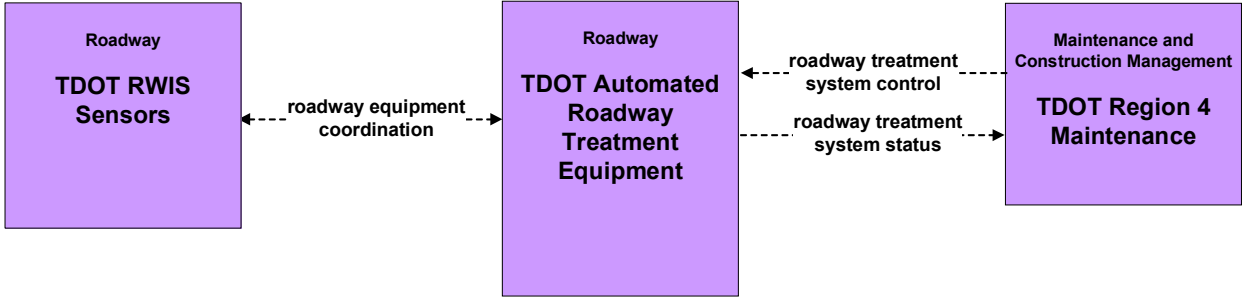 Roadway
TDOT RWIS
Sensors
roadway equipment
coordination
Roadway
TDOT Automated
Roadway
Treatment
Equipment
roadway treatment
system control
roadway treatment
system status
Maintenance and
Construction Management
TDOT Region 4
Maintenance